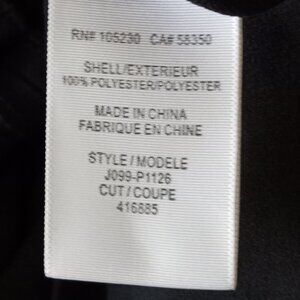 RN# 105230 CA# 58350
SHELL/EXTERIEUR
100% POLYESTER/POLYESTER
MADE IN CHINA
FABRIQUE EN CHINE
STYLE / MODELE
J099-P1126
CUT / COUPE
416885